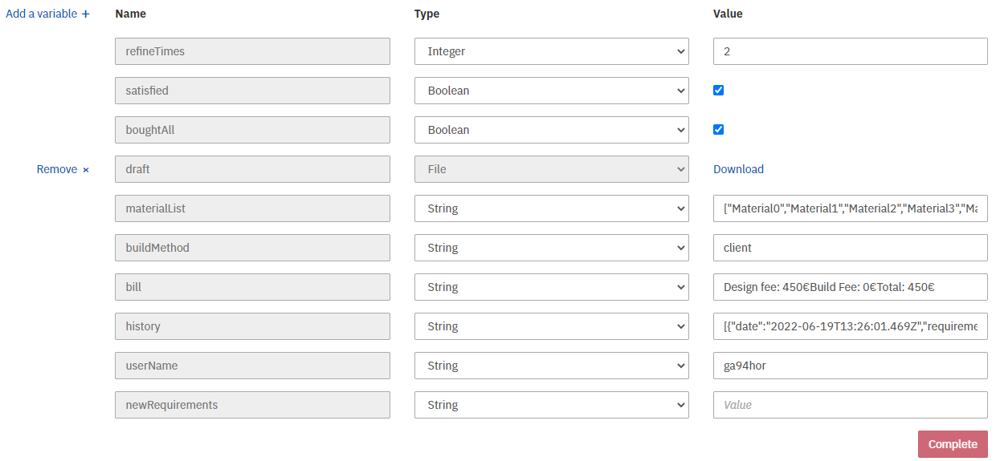 Add a variable + Name Type Value
refineTimes Integer 2
satisfied Boolean
boughtAll Boolean
Remove × draft File Download
materialList String ["Material0","Material1","Material2","Material3","Ma
buildMethod String client
bill String Design fee: 450€Build Fee: 0€Total: 450€
history String [{"date":"2022-06-19T13:26:01.469Z","requireme
userName String ga94hor
newRequirements String Value
Complete